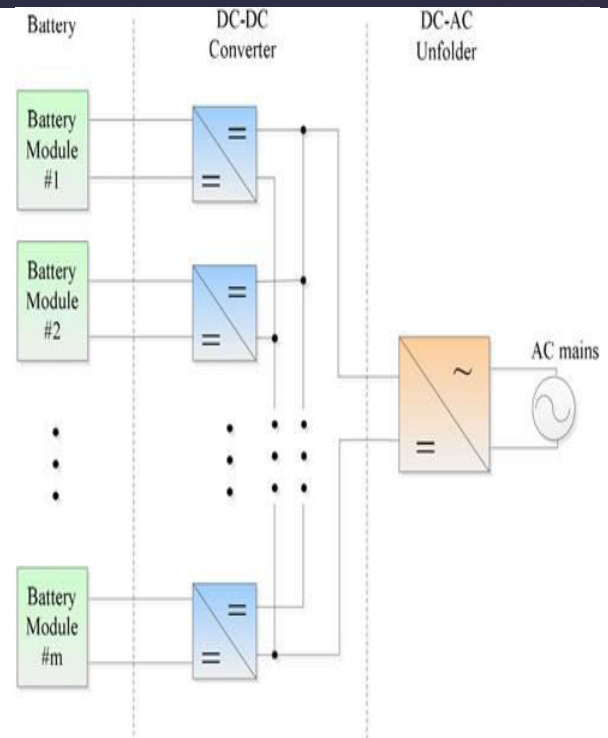 Battery
DC-DC
Converter
DC-AC
Unfolder
Battery
Module
#1
Battery
Module
#2
AC mains
Battery
Module
#m